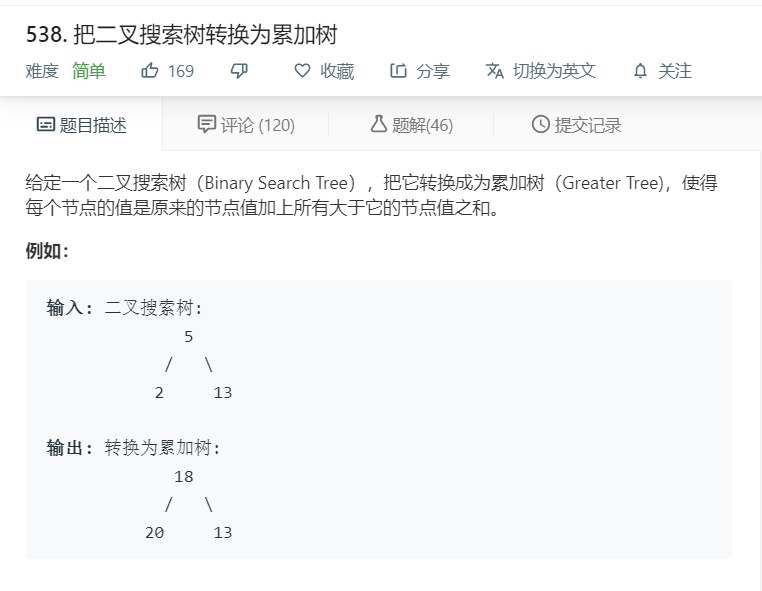 538. 把二叉搜索树转换为累加树
难度 简单 169 收藏 分享 切换为英文 关注
题目描述 评论 (120) 题解(46) 提交记录
给定一个二叉搜索树（Binary Search Tree），把它转换成为累加树（Greater Tree)，使得
每个节点的值是原来的节点值加上所有大于它的节点值之和。
例如：
输入: 二叉搜索树:
5
/ \
2 13
输出: 转换为累加树:
18
/ \
20 13